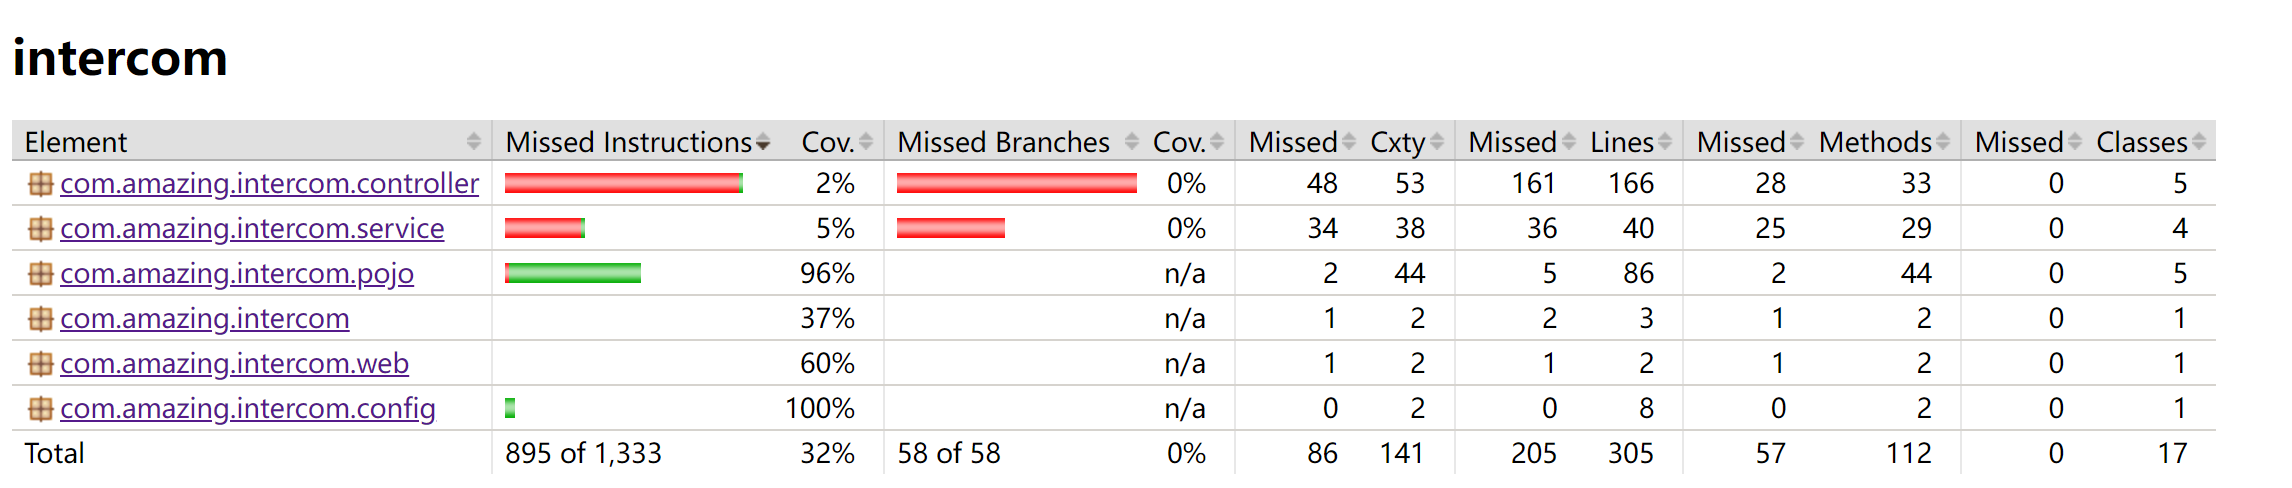 intercom
Element Missed Instructions Cov. Missed Branches Cov. Missed Cxty Missed Lines Missed Methods Missed Classes
com.amazing.intercom.controller 2% 0% 48 53 161 166 28 33 0 5
com.amazing.intercom.service 5% 0% 34 38 36 40 25 29 0 4
com.amazing.intercom.pojo 96% n/a 2 44 5 86 2 44 0 5
com.amazing.intercom 37% n/a 1 2 2 3 1 2 0 1
com.amazing.intercom.web 60% n/a 1 2 1 2 1 2 0 1
com.amazing.intercom.config 100% n/a 0 2 0 8 0 2 0 1
Total 895 of 1,333 32% 58 of 58 0% 86 141 205 305 57 112 0 17